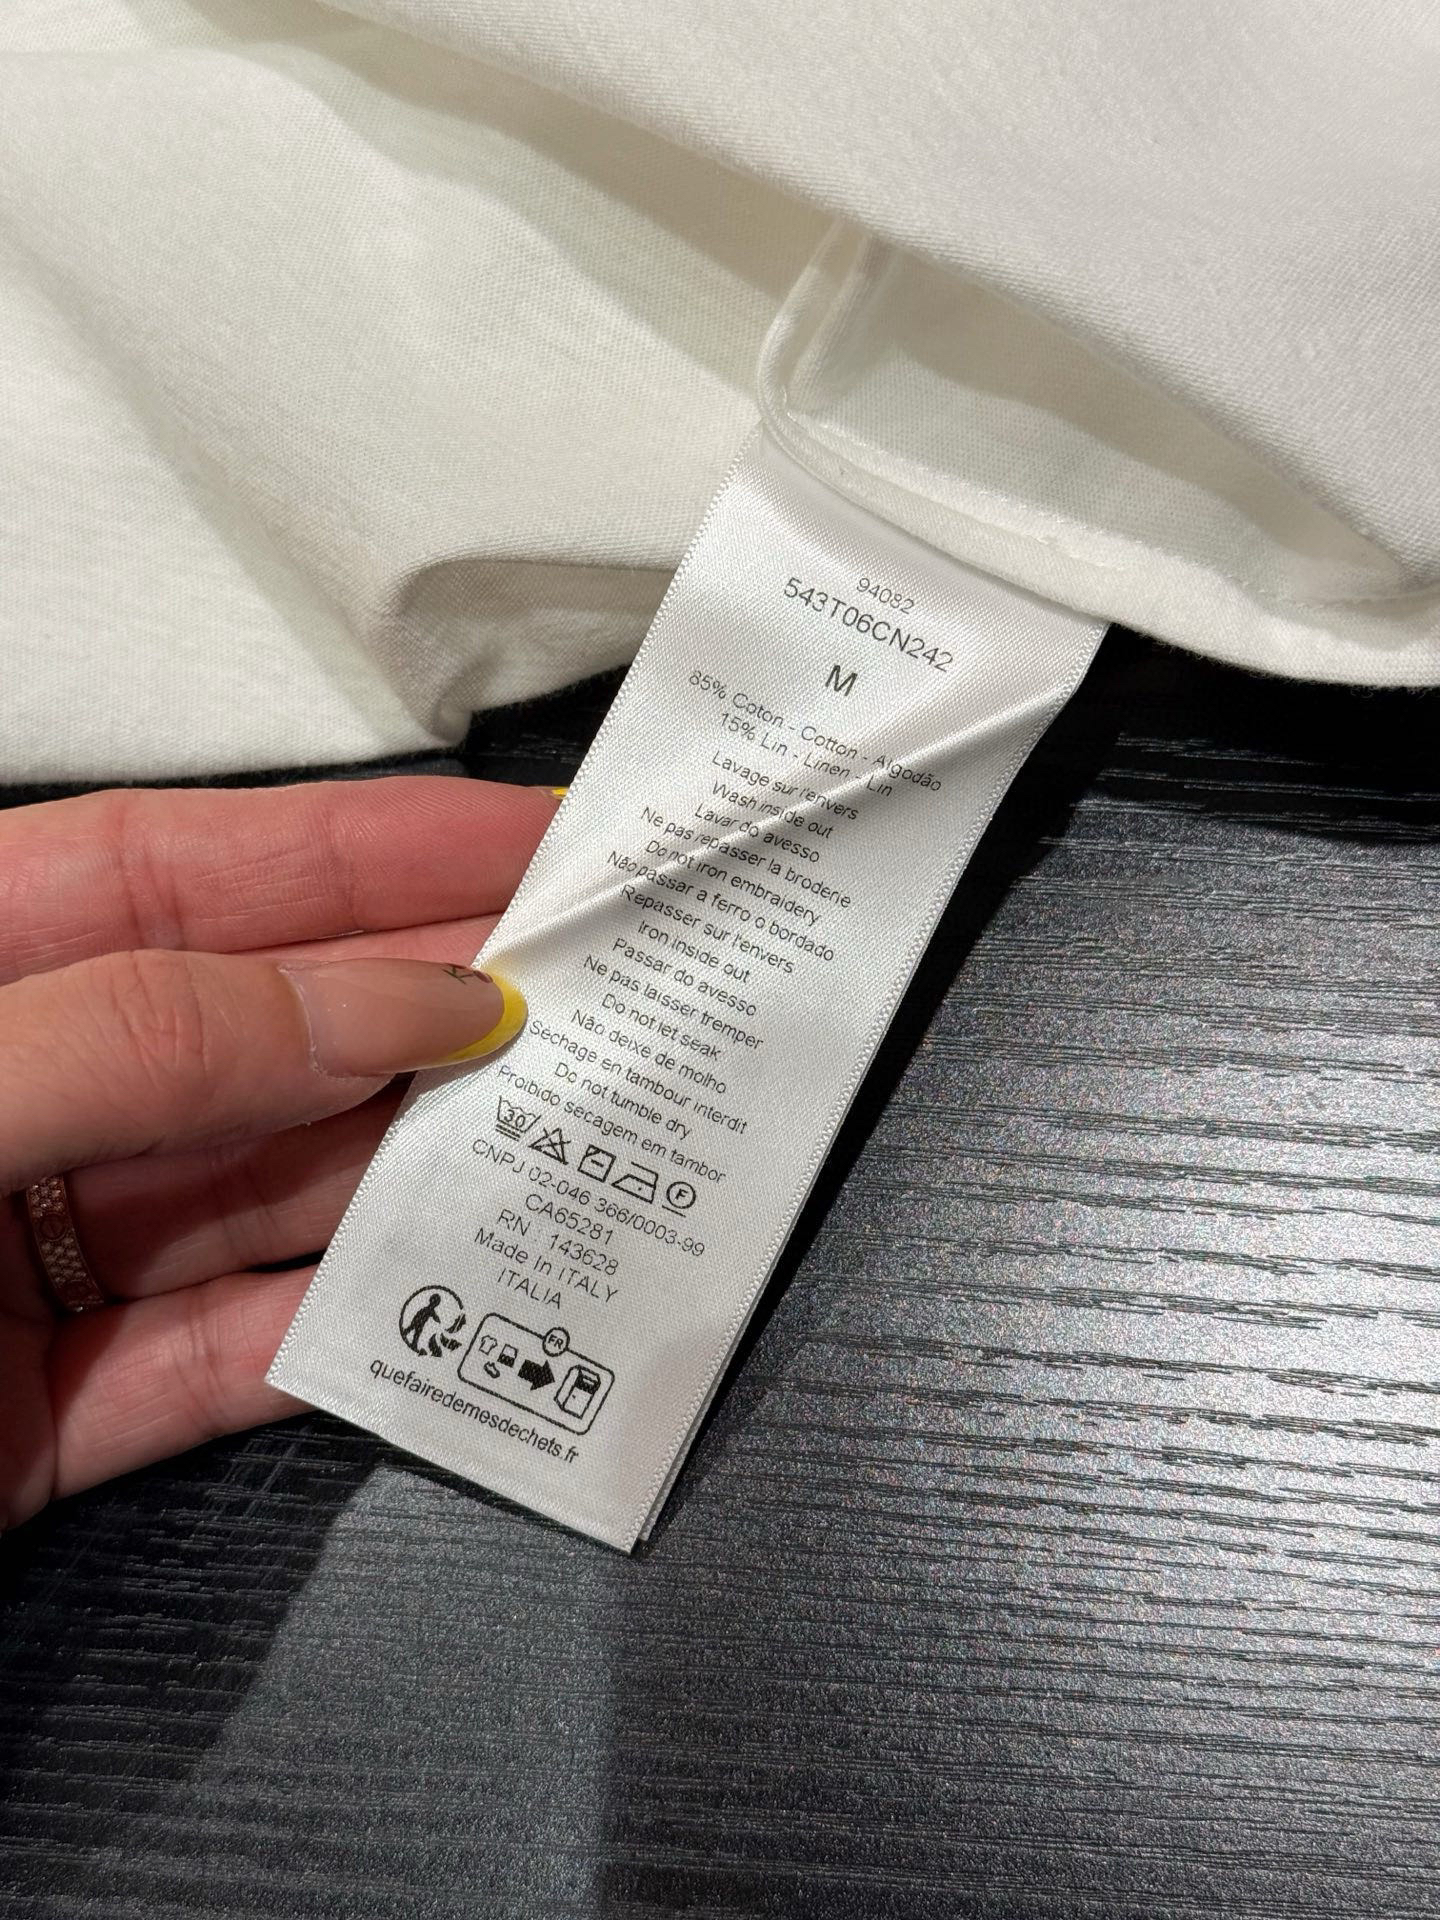 94082
543T06CN242
M
85% Coton - Cotton - Algodão
15% Lin - Linen - Lin
Lavage sur l'envers
Wash inside out
Lavar do avesso
Ne pas repasser la broderie
Do not iron embraidery
Não passar a ferro o bordado
Repasser sur l'envers
Iron inside out
Passar do avesso
Ne pas laisser tremper
Do not let seak
Não deixe de molho
Sechage en tambour interdit
Do not tumble dry
Proibido secagem em tambor
30 F
CNPJ 02-046 366/0003-99
CA65281
RN : 143628
Made In ITALY
ITALIA
FR
quefairedemesdechets.fr